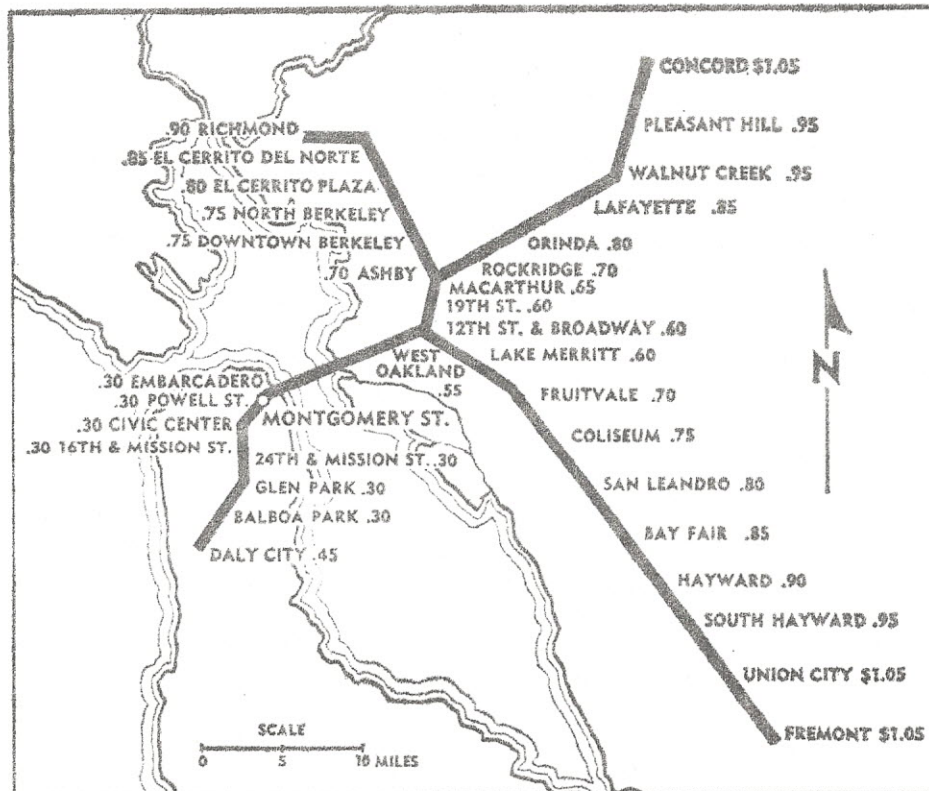 CONCORD $1.05
PLEASANT HILL .95
WALNUT CREEK .95
LAFAYETTE .85
ORINDA .80
ROCKRIDGE .70
MACARTHUR .65
19TH ST. .60
12TH ST. & BROADWAY .60
.90 RICHMOND
.85 EL CERRITO DEL NORTE
.80 EL CERRITO PLAZA
.75 NORTH BERKELEY
.75 DOWNTOWN BERKELEY
.70 ASHBY
LAKE MERRITT .60
FRUITVALE .70
COLISEUM .75
SAN LEANDRO .80
BAY FAIR .85
HAYWARD .90
SOUTH HAYWARD .95
UNION CITY $1.05
FREMONT $1.05
WEST
OAKLAND
.55
.30 EMBARCADERO
.30 POWELL ST.
MONTGOMERY ST.
.30 CIVIC CENTER
.30 16TH & MISSION ST.
24TH & MISSION ST. .30
GLEN PARK .30
BALBOA PARK .30
DALY CITY .45
N
SCALE
0 5 10 MILES